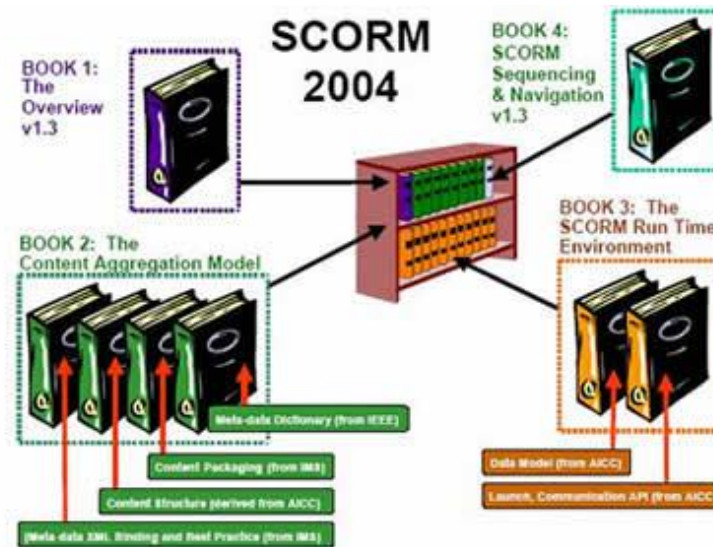 SCORM
2004
BOOK 1:
The
Overview
v1.3
BOOK 4:
SCORM
Sequencing
& Navigation
v1.3
BOOK 2: The
Content Aggregation Model
BOOK 3: The
SCORM Run Time
Environment
Meta-data Dictionary (from IEEE)
Content Packaging (from IMS)
Content Structure (derived from AICC)
(Meta-data XML Binding and Best Practice (from IMS)
Data Model (from AICC)
Launch, Communication API (from AICC)